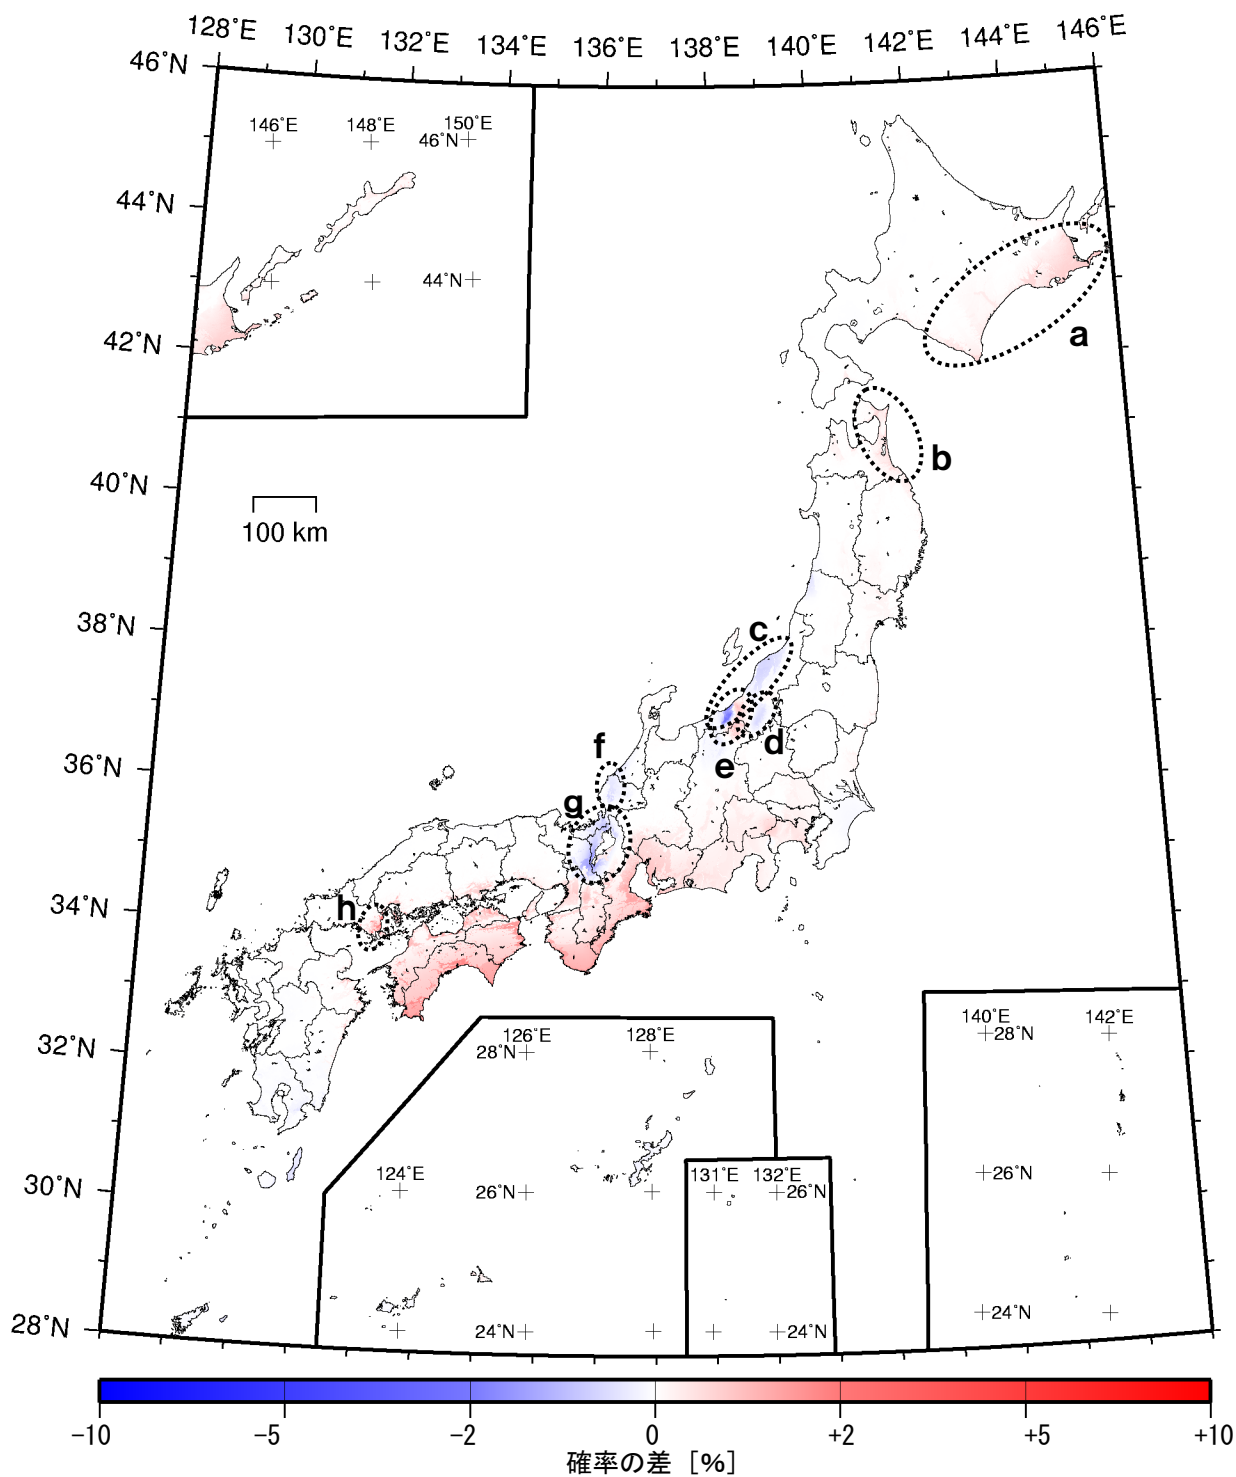 128°E 130°E 132°E 134°E 136°E 138°E 140°E 142°E 144°E 146°E
46°N
146°E 148°E 150°E
46°N
44°N
44°N
42°N
a
b
40°N
100 km
38°N
c
d
e
36°N
f
g
34°N
h
32°N
126°E 128°E
28°N
140°E 142°E
28°N
30°N
124°E
26°N
131°E 132°E
26°N
26°N
28°N
24°N
24°N
24°N
−10 −5 −2 0 +2 +5 +10
確率の差［%］